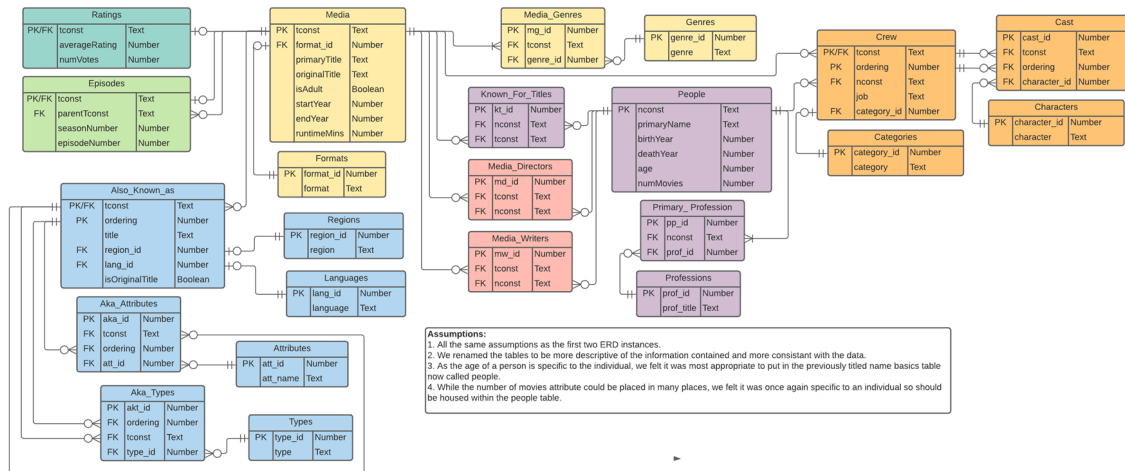 Ratings
PK/FK tconst Text
averageRating Number
numVotes Number
Episodes
PK/FK tconst Text
FK parentTconst Text
seasonNumber Number
episodeNumber Number
Media
PK tconst Text
FK format_id Number
primaryTitle Text
originalTitle Text
isAdult Boolean
startYear Number
endYear Number
runtimeMins Number
Formats
PK format_id Number
format Text
Media_Genres
PK mg_id Number
FK tconst Text
FK genre_id Number
Genres
PK genre_id Number
genre Text
Known_For_Titles
PK kt_id Number
FK nconst Text
FK tconst Text
Media_Directors
PK md_id Number
FK tconst Text
FK nconst Text
Media_Writers
PK mw_id Number
FK tconst Text
FK nconst Text
People
PK nconst Text
primaryName Text
birthYear Number
deathYear Number
age Number
numMovies Number
Primary_ Profession
PK pp_id Number
FK nconst Text
FK prof_id Number
Professions
PK prof_id Number
prof_title Text
Crew
PK/FK tconst Text
PK ordering Number
FK nconst Text
job Text
FK category_id Number
Categories
PK category_id Number
category Text
Cast
PK cast_id Number
FK tconst Text
FK ordering Number
FK character_id Number
Characters
PK character_id Number
character Text
Also_Known_as
PK/FK tconst Text
PK ordering Number
title Text
FK region_id Number
FK lang_id Number
isOriginalTitle Boolean
Regions
PK region_id Number
region Text
Languages
PK lang_id Number
language Text
Aka_Attributes
PK aka_id Number
FK tconst Text
FK ordering Number
FK att_id Number
Attributes
PK att_id Number
att_name Text
Aka_Types
PK akt_id Number
FK ordering Number
FK tconst Text
FK type_id Number
Types
PK type_id Number
type Text
Assumptions:
1. All the same assumptions as the first two ERD instances.
2. We renamed the tables to be more descriptive of the information contained and more consistant with the data.
3. As the age of a person is specific to the individual, we felt it was most appropriate to put in the previously titled name basics table
now called people.
4. While the number of movies attribute could be placed in many places, we felt it was once again specific to an individual so should
be housed within the people table.